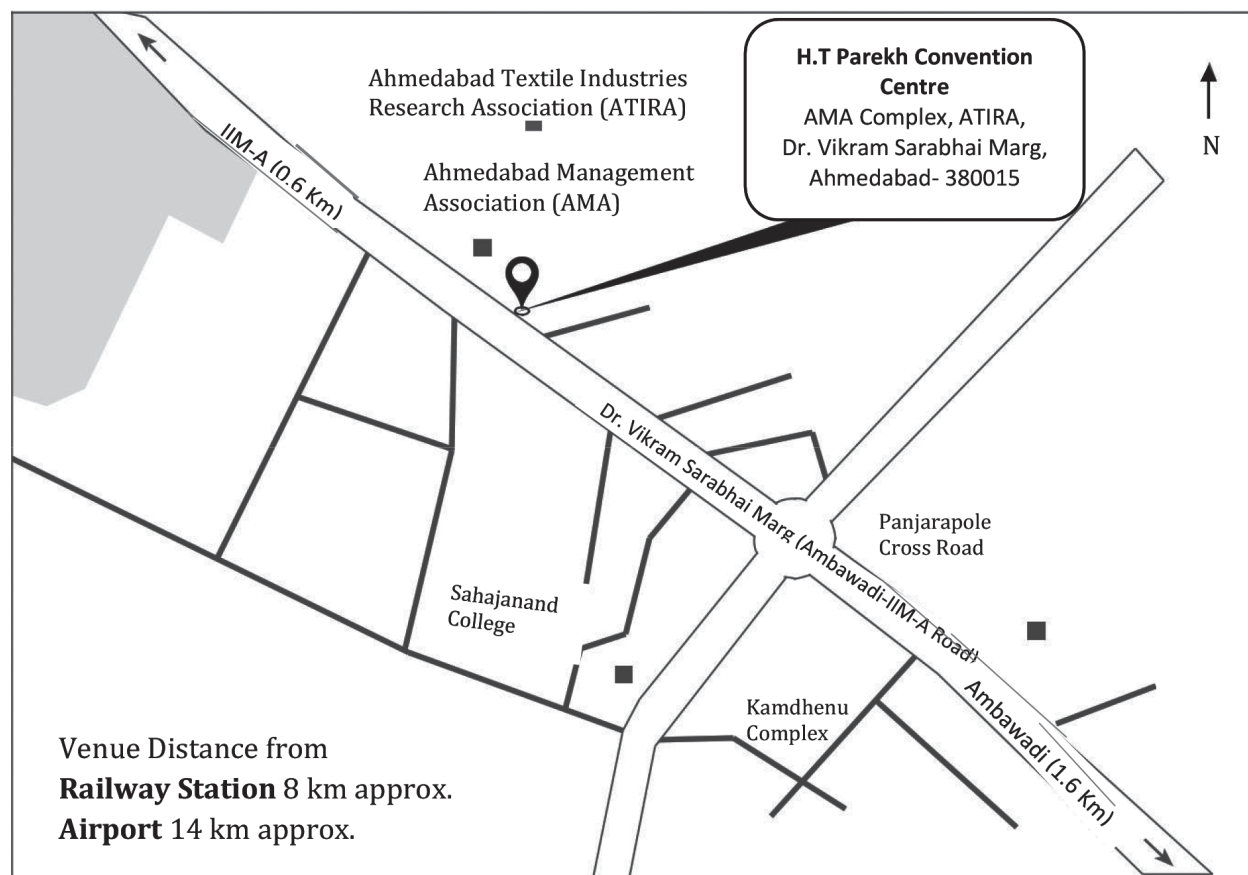 H.T Parekh Convention
Centre
AMA Complex, ATIRA,
Dr. Vikram Sarabhai Marg,
Ahmedabad- 380015
N
Ahmedabad Textile Industries
Research Association (ATIRA)
IIM-A (0.6 Km)
Ahmedabad Management
Association (AMA)
Dr. Vikram Sarabhai Marg (Ambawadi-IIM-A Road)
Panjarapole
Cross Road
Sahajanand
College
Ambawadi (1.6 Km)
Kamdhenu
Complex
Venue Distance from
Railway Station 8 km approx.
Airport 14 km approx.